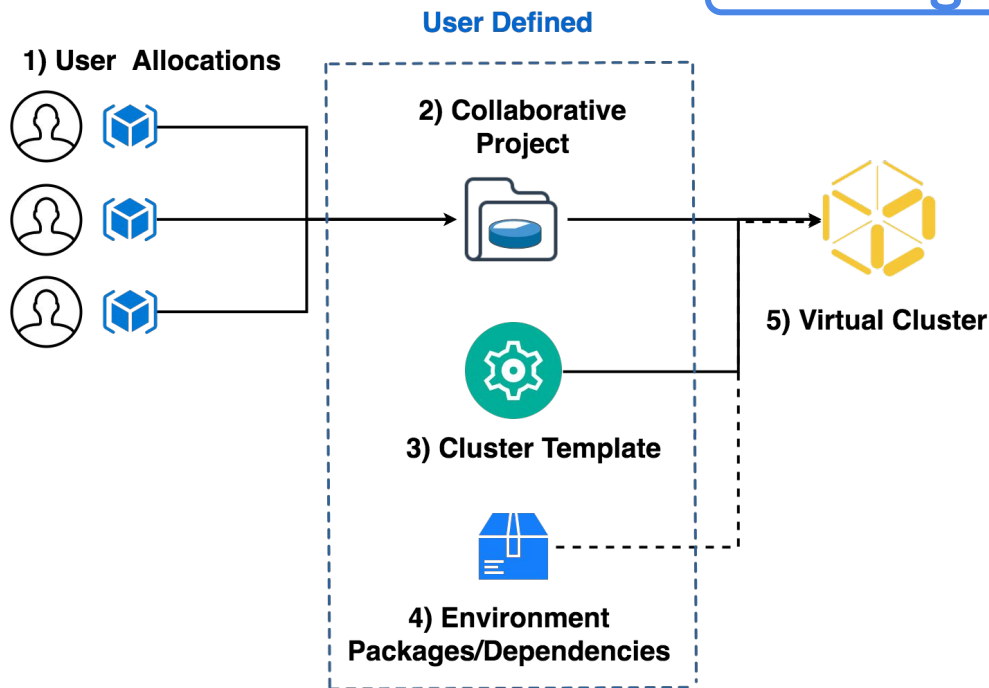 User Defined
1) User Allocations
2) Collaborative
Project
5) Virtual Cluster
3) Cluster Template
4) Environment
Packages/Dependencies